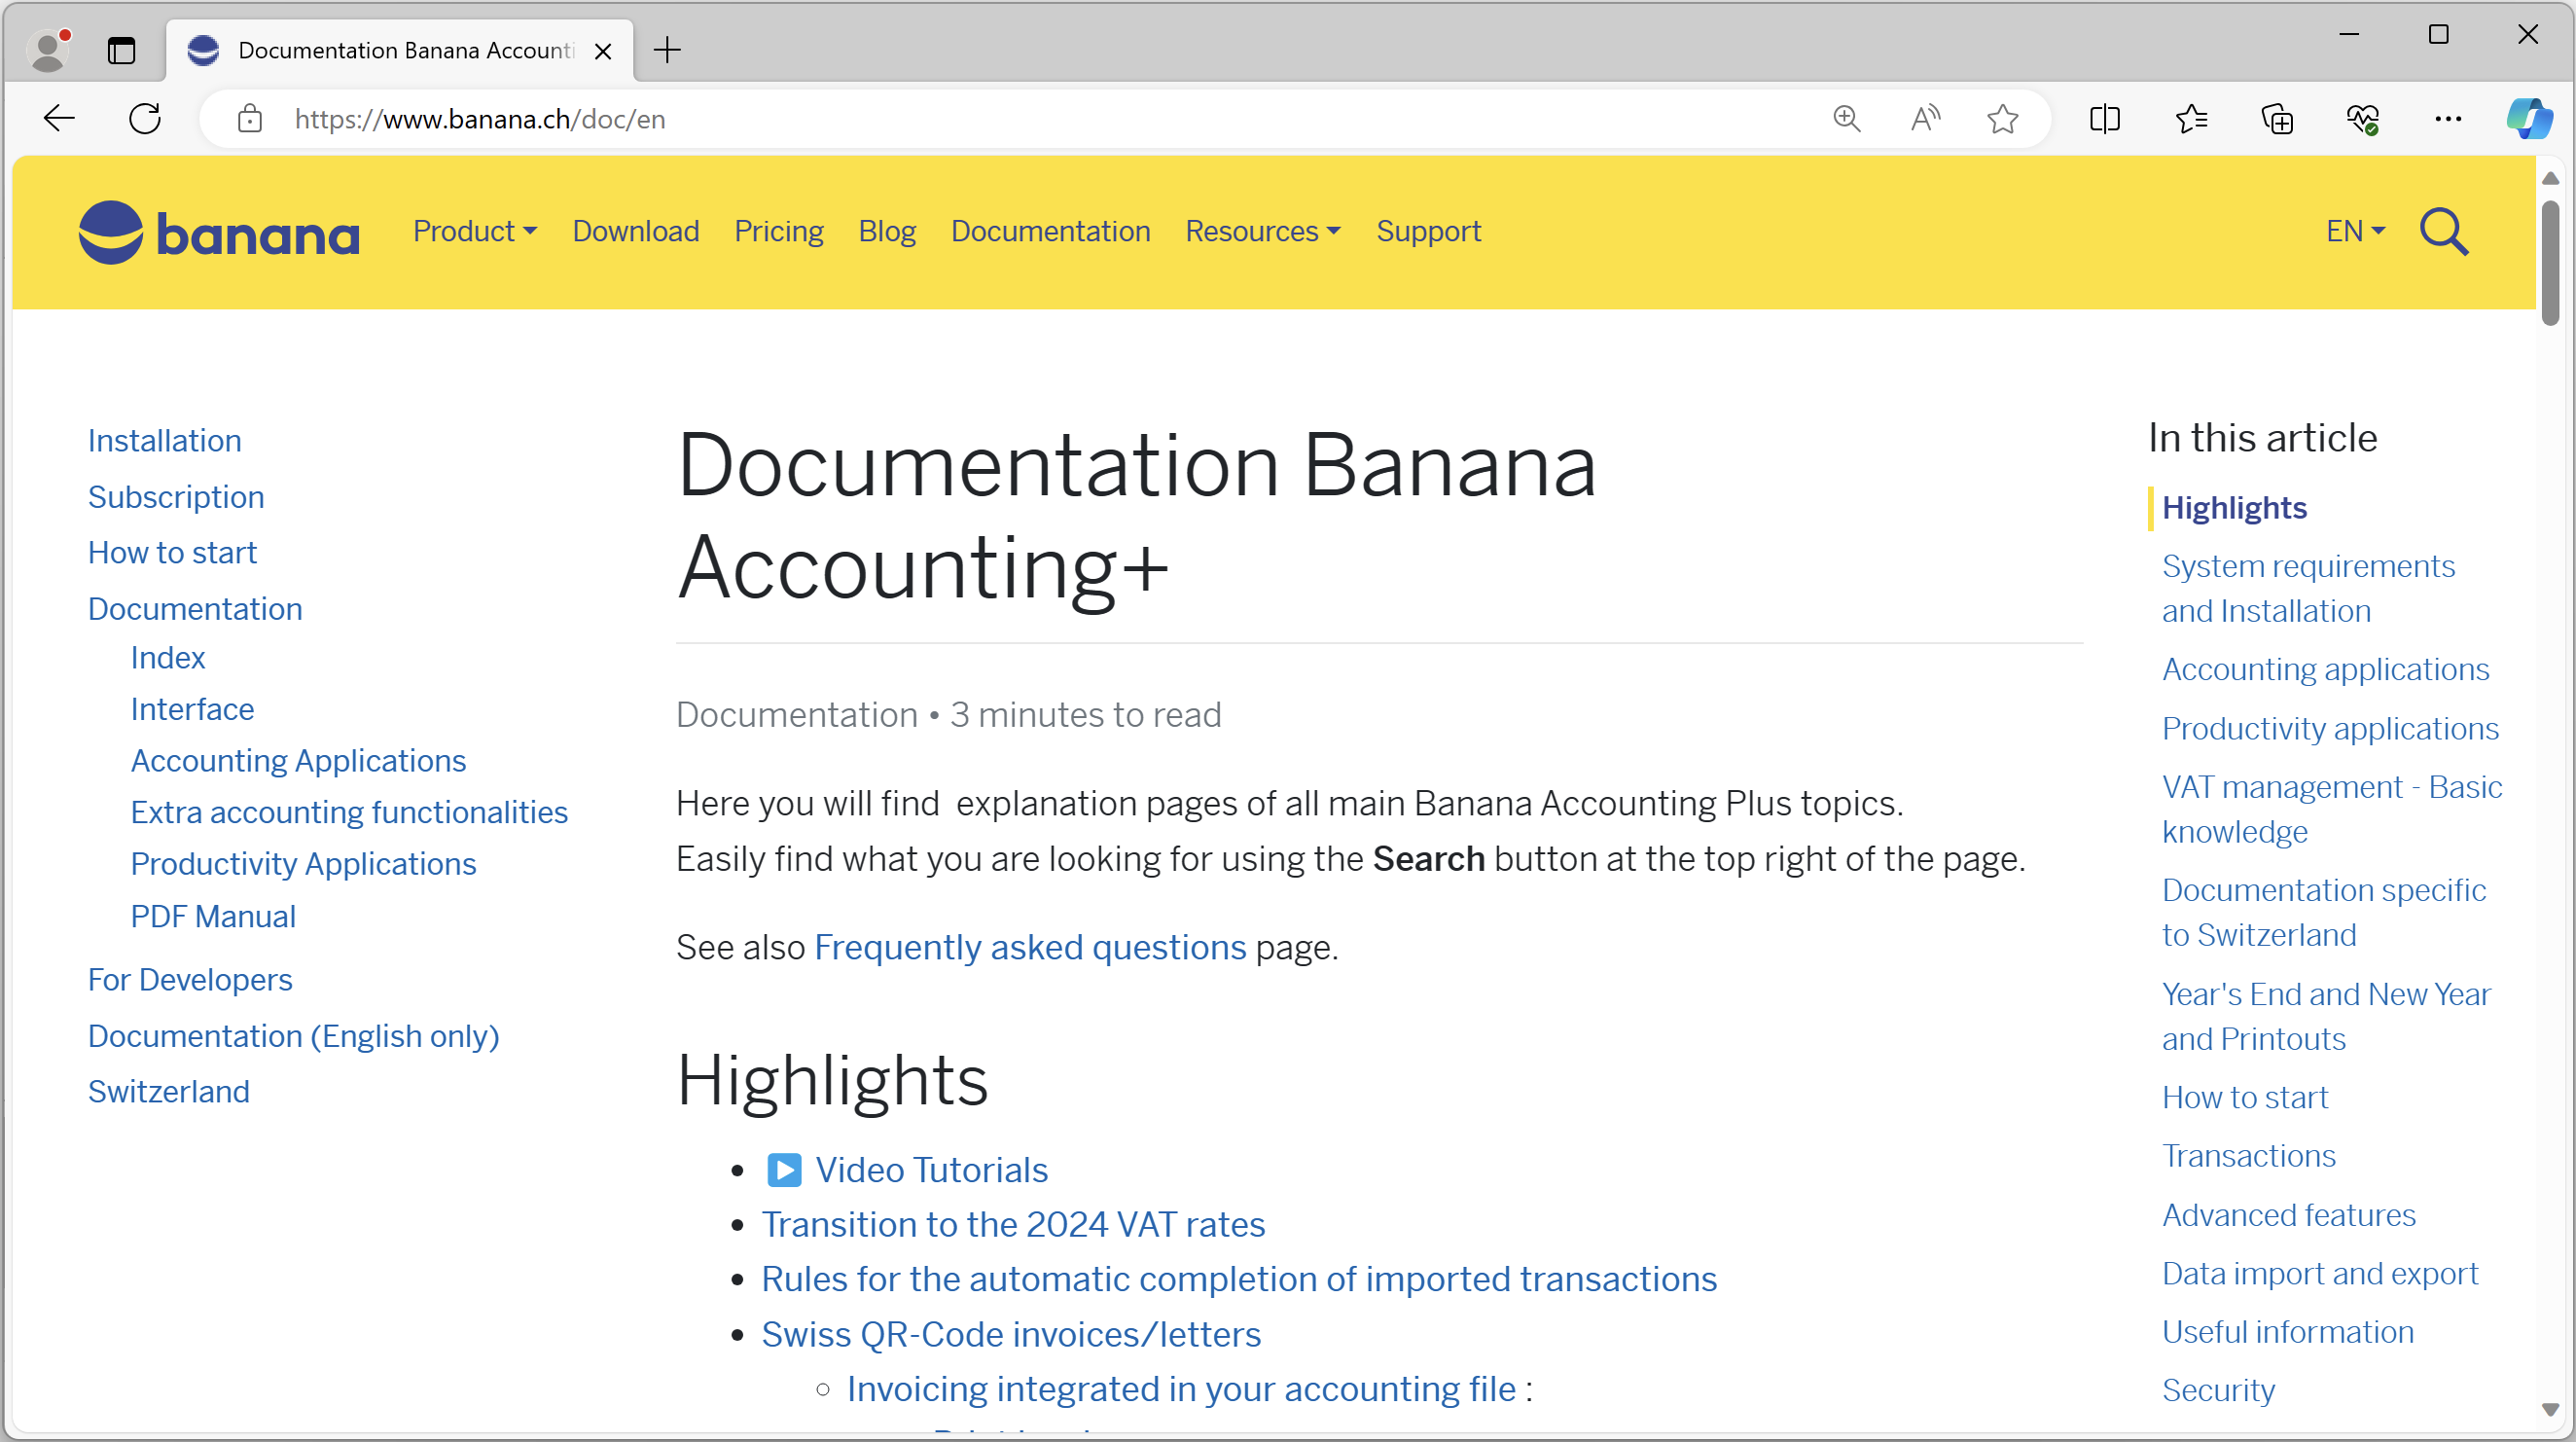 Documentation Banana Accounti
https://www.banana.ch/doc/en
banana
Product
Download
Pricing
Blog
Documentation
Resources
Support
EN
Installation
Subscription
How to start
Documentation
Index
Interface
Accounting Applications
Extra accounting functionalities
Productivity Applications
PDF Manual
For Developers
Documentation (English only)
Switzerland
Documentation Banana
Accounting+
Documentation • 3 minutes to read
Here you will find  explanation pages of all main Banana Accounting Plus topics.
Easily find what you are looking for using the Search button at the top right of the page.
See also Frequently asked questions page.
Highlights
• Video Tutorials
• Transition to the 2024 VAT rates
• Rules for the automatic completion of imported transactions
• Swiss QR-Code invoices/letters
○ Invoicing integrated in your accounting file :
In this article
Highlights
System requirements
and Installation
Accounting applications
Productivity applications
VAT management - Basic
knowledge
Documentation specific
to Switzerland
Year's End and New Year
and Printouts
How to start
Transactions
Advanced features
Data import and export
Useful information
Security